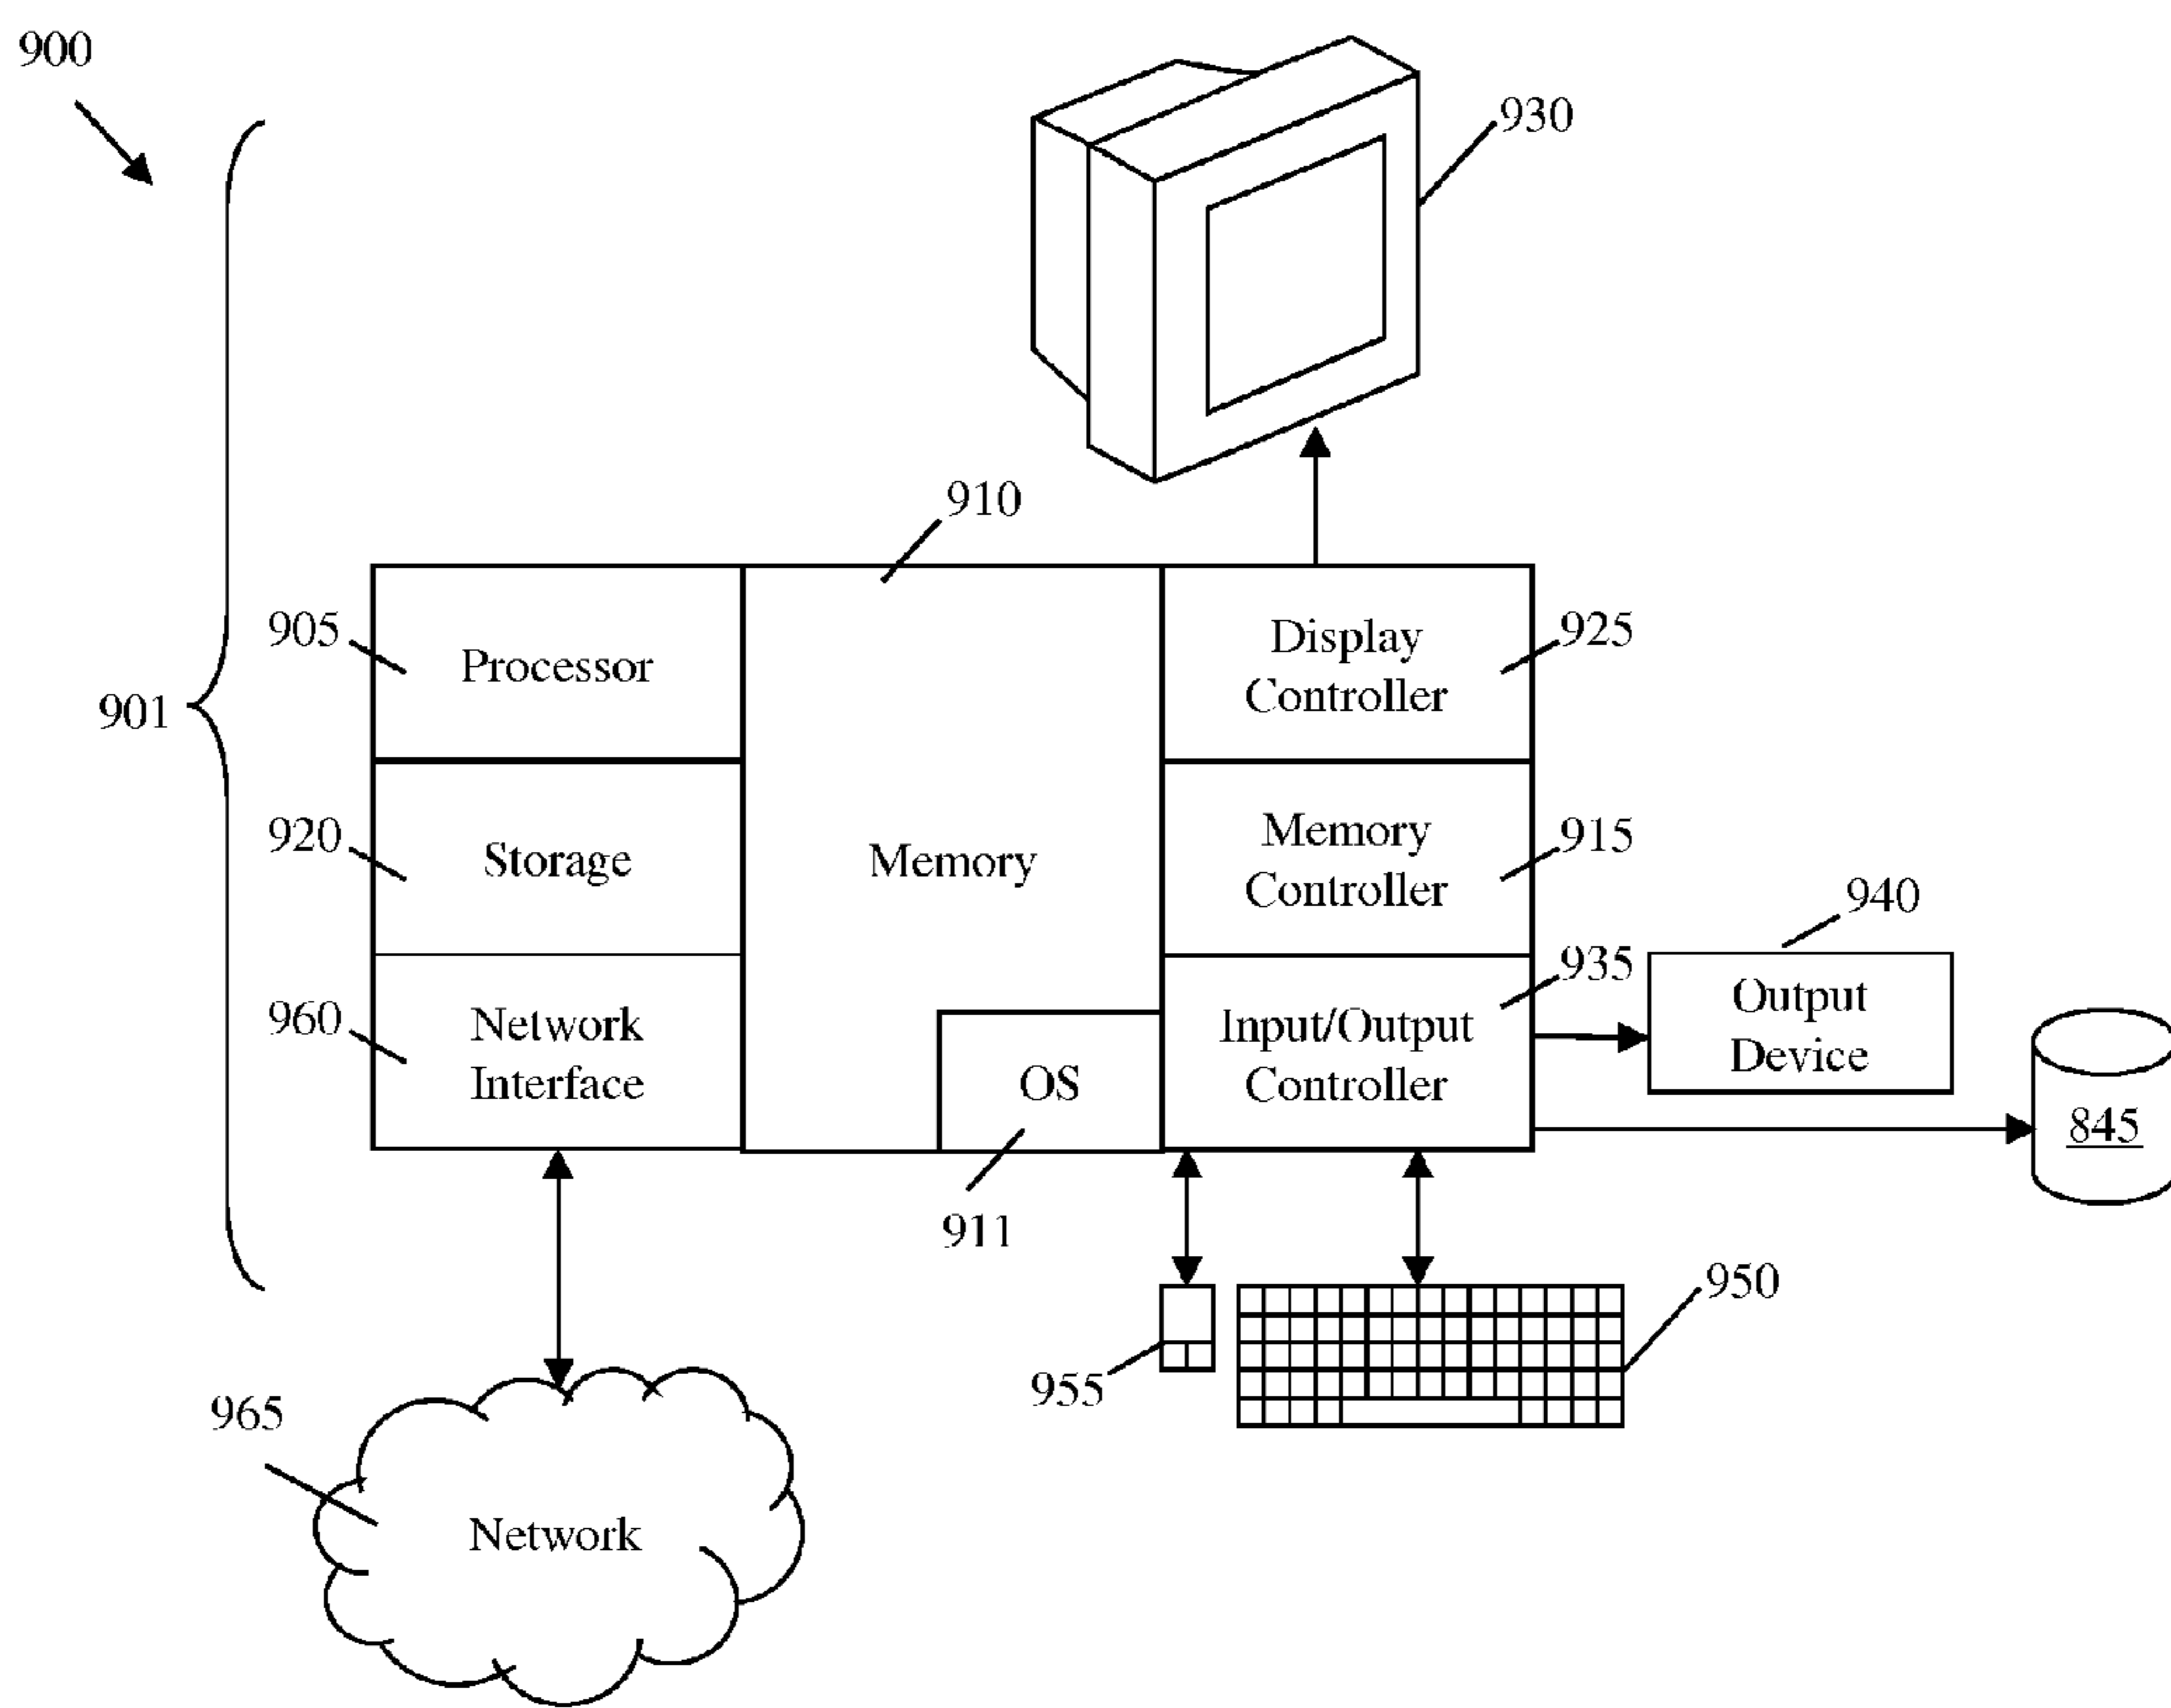 900
930
910
905
Processor
Display
Controller
925
901
920
Storage
Memory
Memory
Controller
915
940
935
960
Network
Interface
OS
Input/Output
Controller
Output
Device
845
911
950
955
965
Network